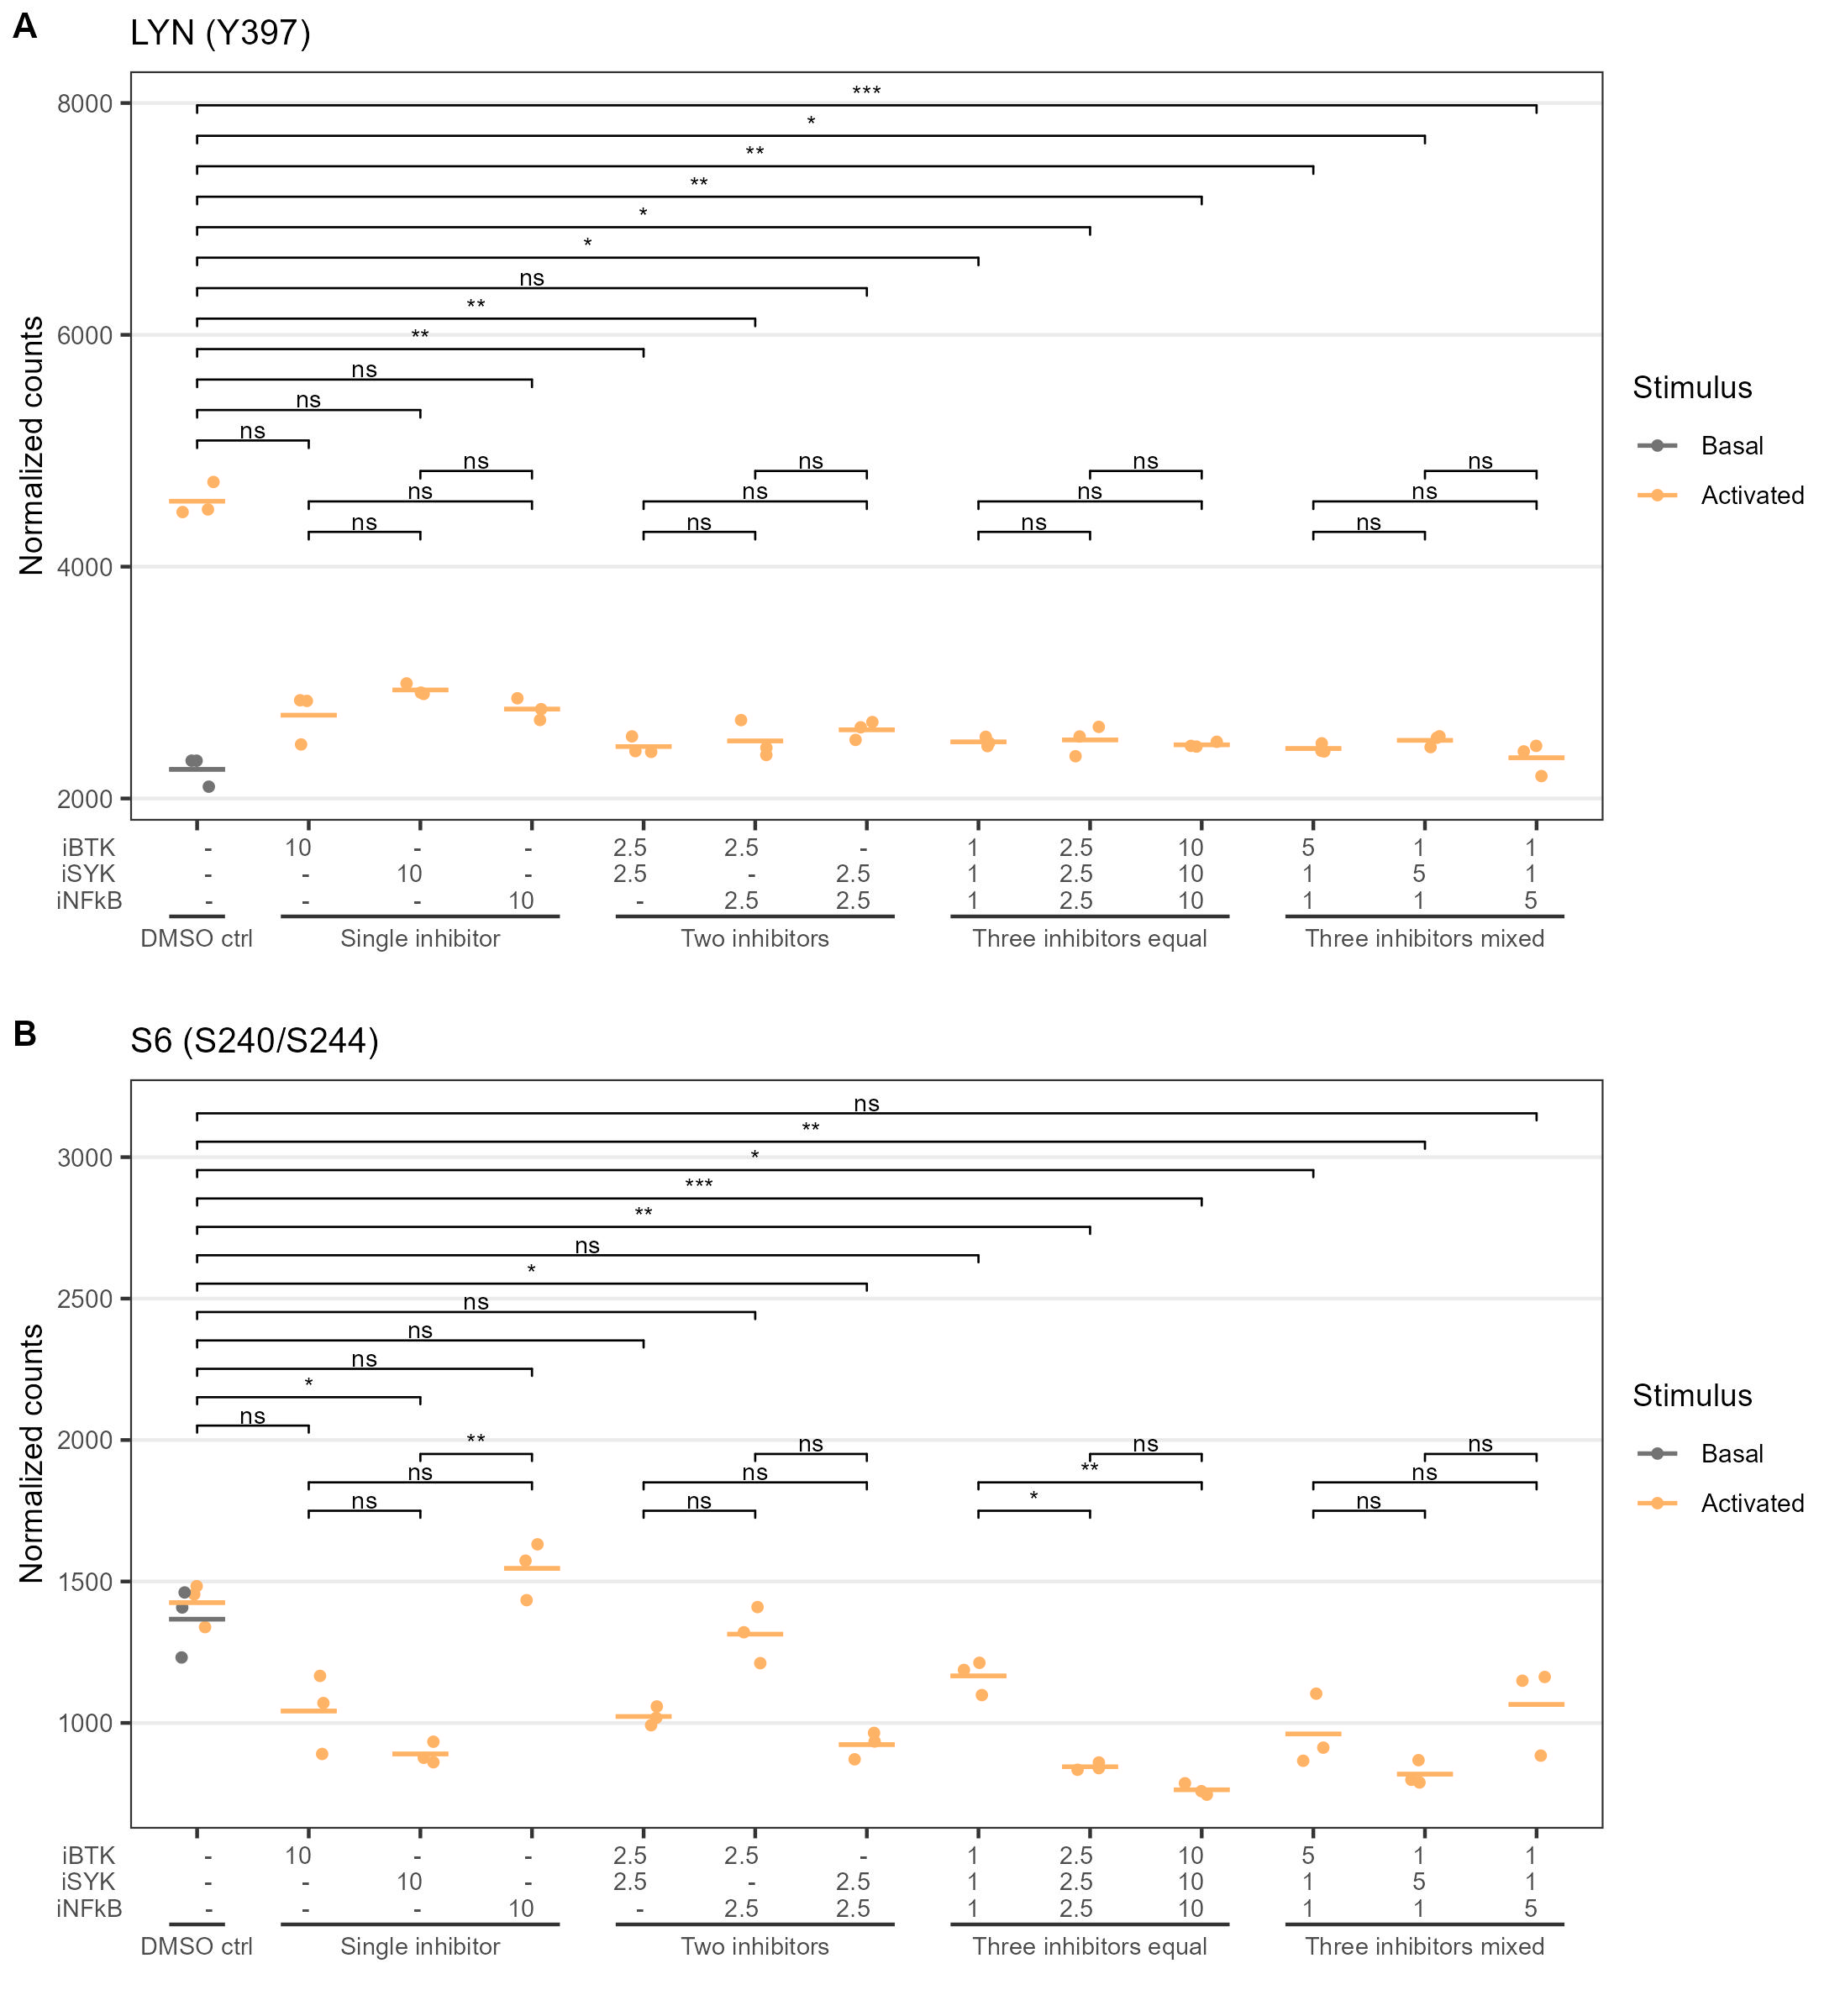 A LYN (Y397)
8000
***
*
**
**
*
*
ns
**
6000
**
ns
ns
ns
ns ns ns ns
ns ns ns ns
ns ns ns ns
4000
2000
Normalized counts
Stimulus
Basal
Activated
iBTK - 10 - - 2.5 2.5 - 1 2.5 10 5 1 1
iSYK - - 10 - 2.5 - 2.5 1 2.5 10 1 5 1
iNFkB - - - 10 - 2.5 2.5 1 2.5 10 1 1 5
DMSO ctrl Single inhibitor Two inhibitors Three inhibitors equal Three inhibitors mixed
B S6 (S240/S244)
ns
**
3000
*
***
**
ns
*
2500
ns
ns
ns
*
ns
2000
** ns ns ns
ns ns ** ns
ns ns * ns
1500
1000
Normalized counts
Stimulus
Basal
Activated
iBTK - 10 - - 2.5 2.5 - 1 2.5 10 5 1 1
iSYK - - 10 - 2.5 - 2.5 1 2.5 10 1 5 1
iNFkB - - - 10 - 2.5 2.5 1 2.5 10 1 1 5
DMSO ctrl Single inhibitor Two inhibitors Three inhibitors equal Three inhibitors mixed